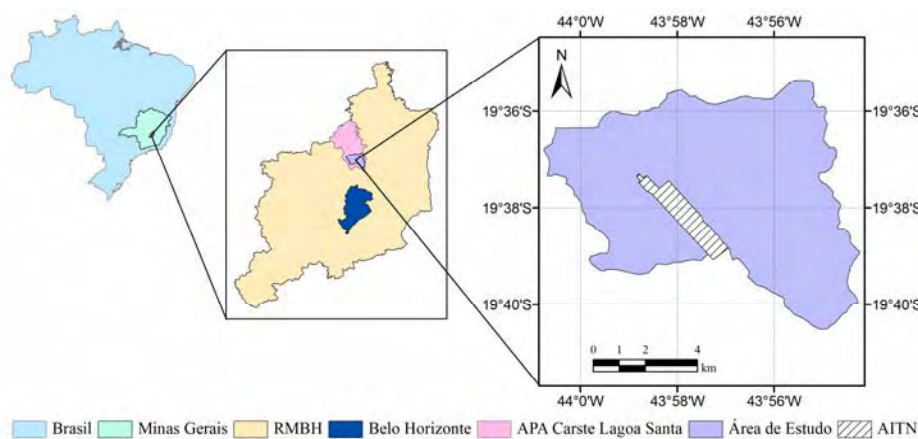 44°0'W 43°58'W 43°56'W
N
19°36'S 19°36'S
19°38'S 19°38'S
19°40'S 19°40'S
0 1 2 4
km
44°0'W 43°58'W 43°56'W
Brasil Minas Gerais RMBH Belo Horizonte APA Carste Lagoa Santa Área de Estudo AITN